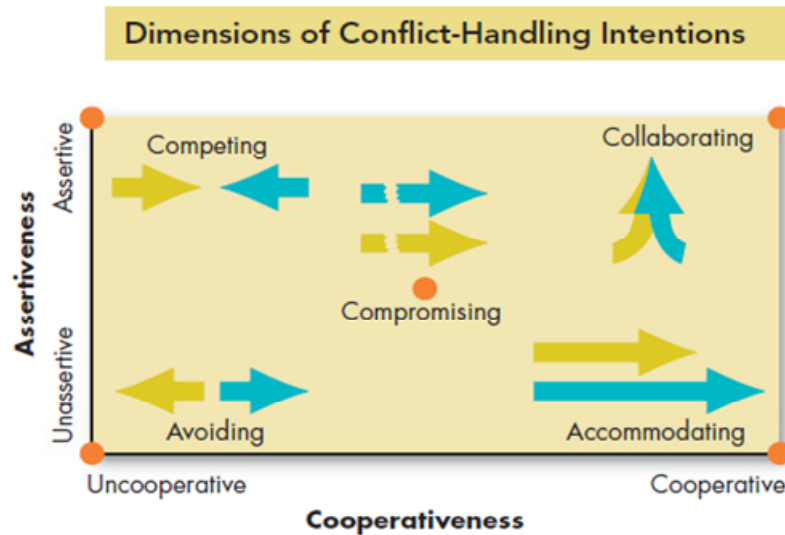 Dimensions of Conflict-Handling Intentions
Assertiveness
Assertive
Unassertive
Competing
Collaborating
Compromising
Avoiding
Accommodating
Uncooperative
Cooperative
Cooperativeness